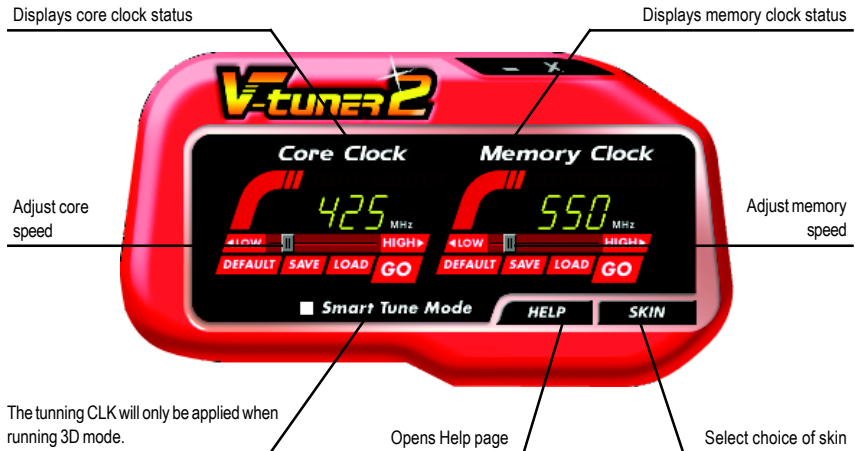 Displays core clock status
Displays memory clock status
V-TUNER 2
Core Clock
Memory Clock
Adjust core
speed
425 MHz
550 MHz
Adjust memory
speed
LOW HIGH
LOW HIGH
DEFAULT SAVE LOAD GO
DEFAULT SAVE LOAD GO
Smart Tune Mode
HELP
SKIN
The tunning CLK will only be applied when
running 3D mode.
Opens Help page
Select choice of skin